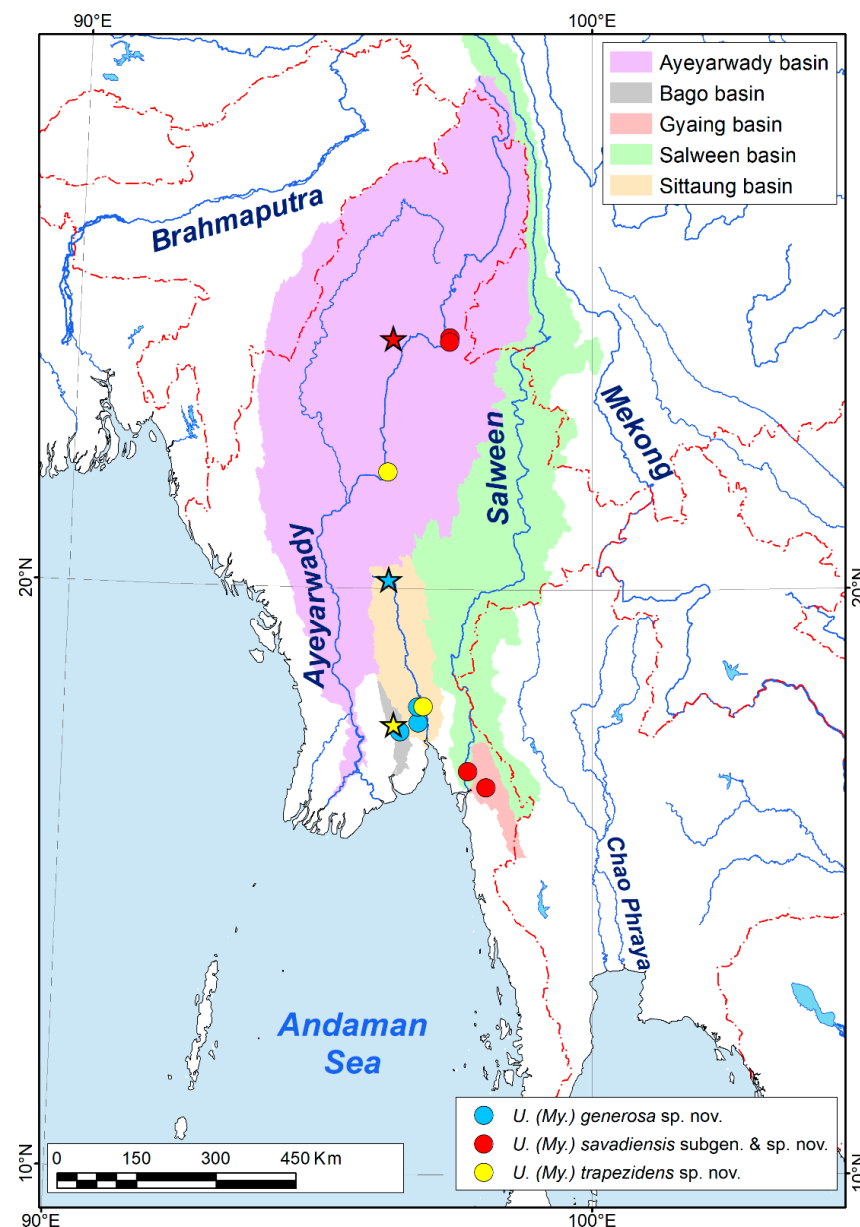 90°E
100°E
Ayeyarwady basin
Bago basin
Gyaing basin
Salween basin
Sittaung basin
Brahmaputra
Mekong
Salween
Ayeyarwady
20°N
20°N
Chao Phraya
Andaman
Sea
U. (My.) generosa sp. nov.
U. (My.) savadiensis subgen. & sp. nov.
U. (My.) trapezidens sp. nov.
0 150 300 450 Km
10°N
10°N
90°E
100°E